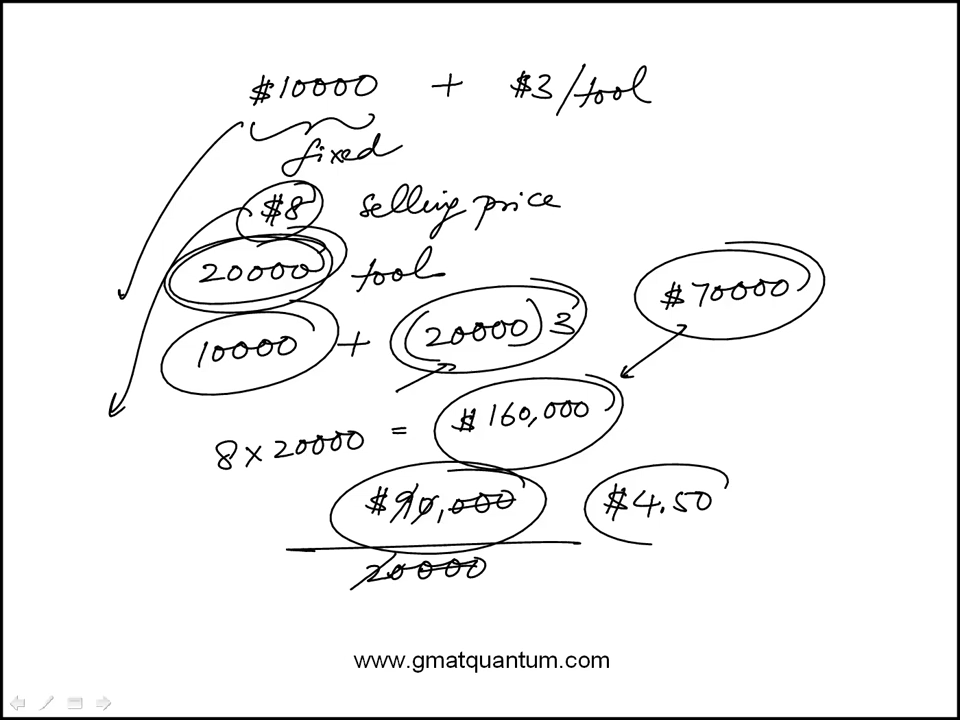 $10000 + $3/tool
fixed
$8 selling price
20000 tool
$70000
10000 + (20000) 3
8 × 20000 = $160,000
$90,000 $4.50
20000
www.gmatquantum.com